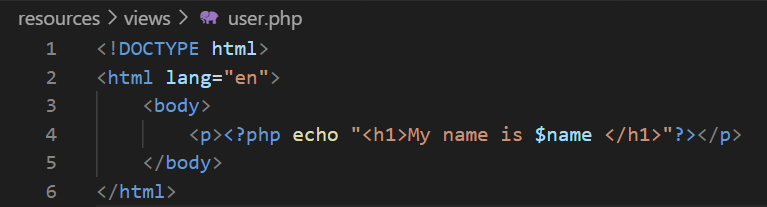 resources > views > user.php
1 <!DOCTYPE html>
2 <html lang="en">
3     <body>
4         <p><?php echo "<h1>My name is $name </h1>"?></p>
5     </body>
6 </html>